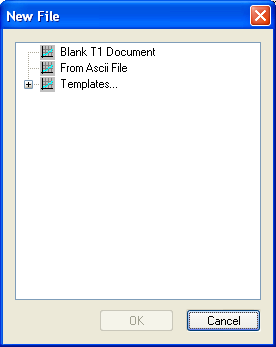 New File
Blank T1 Document
From Ascii File
Templates...
OK
Cancel